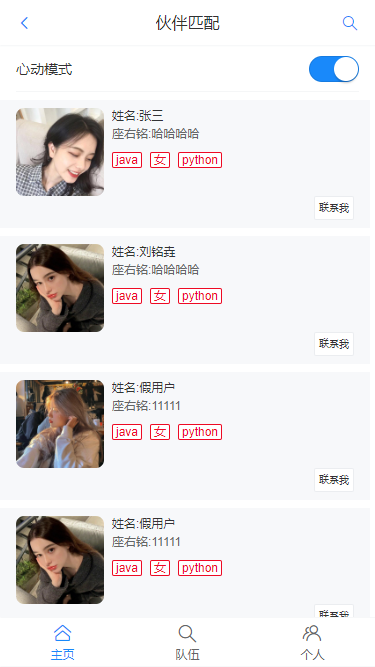 伙伴匹配
心动模式
姓名:张三
座右铭:哈哈哈哈
java 女 python
联系我
姓名:刘铭垚
座右铭:哈哈哈哈
java 女 python
联系我
姓名:假用户
座右铭:11111
java 女 python
联系我
姓名:假用户
座右铭:11111
java 女 python
联系我
主页 队伍 个人